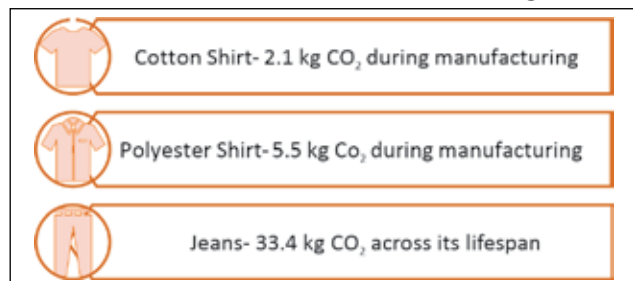 Cotton Shirt- 2.1 kg CO₂ during manufacturing
Polyester Shirt- 5.5 kg Co₂ during manufacturing
Jeans- 33.4 kg CO₂ across its lifespan